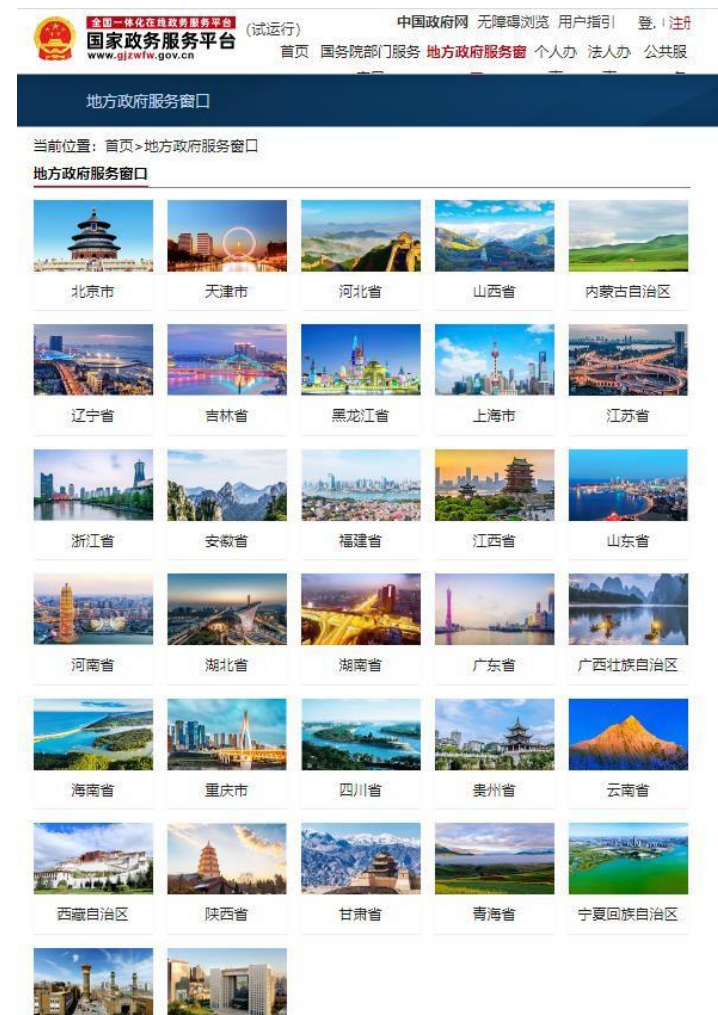 全国一体化在线政务服务平台
国家政务服务平台
www.gjzwfw.gov.cn
(试运行)
中国政府网 无障碍浏览 用户指引 登. 注册
首页 国务院部门服务 地方政府服务窗 个人办 法人办 公共服
地方政府服务窗口
当前位置：首页>地方政府服务窗口
地方政府服务窗口
北京市 天津市 河北省 山西省 内蒙古自治区
辽宁省 吉林省 黑龙江省 上海市 江苏省
浙江省 安徽省 福建省 江西省 山东省
河南省 湖北省 湖南省 广东省 广西壮族自治区
海南省 重庆市 四川省 贵州省 云南省
西藏自治区 陕西省 甘肃省 青海省 宁夏回族自治区